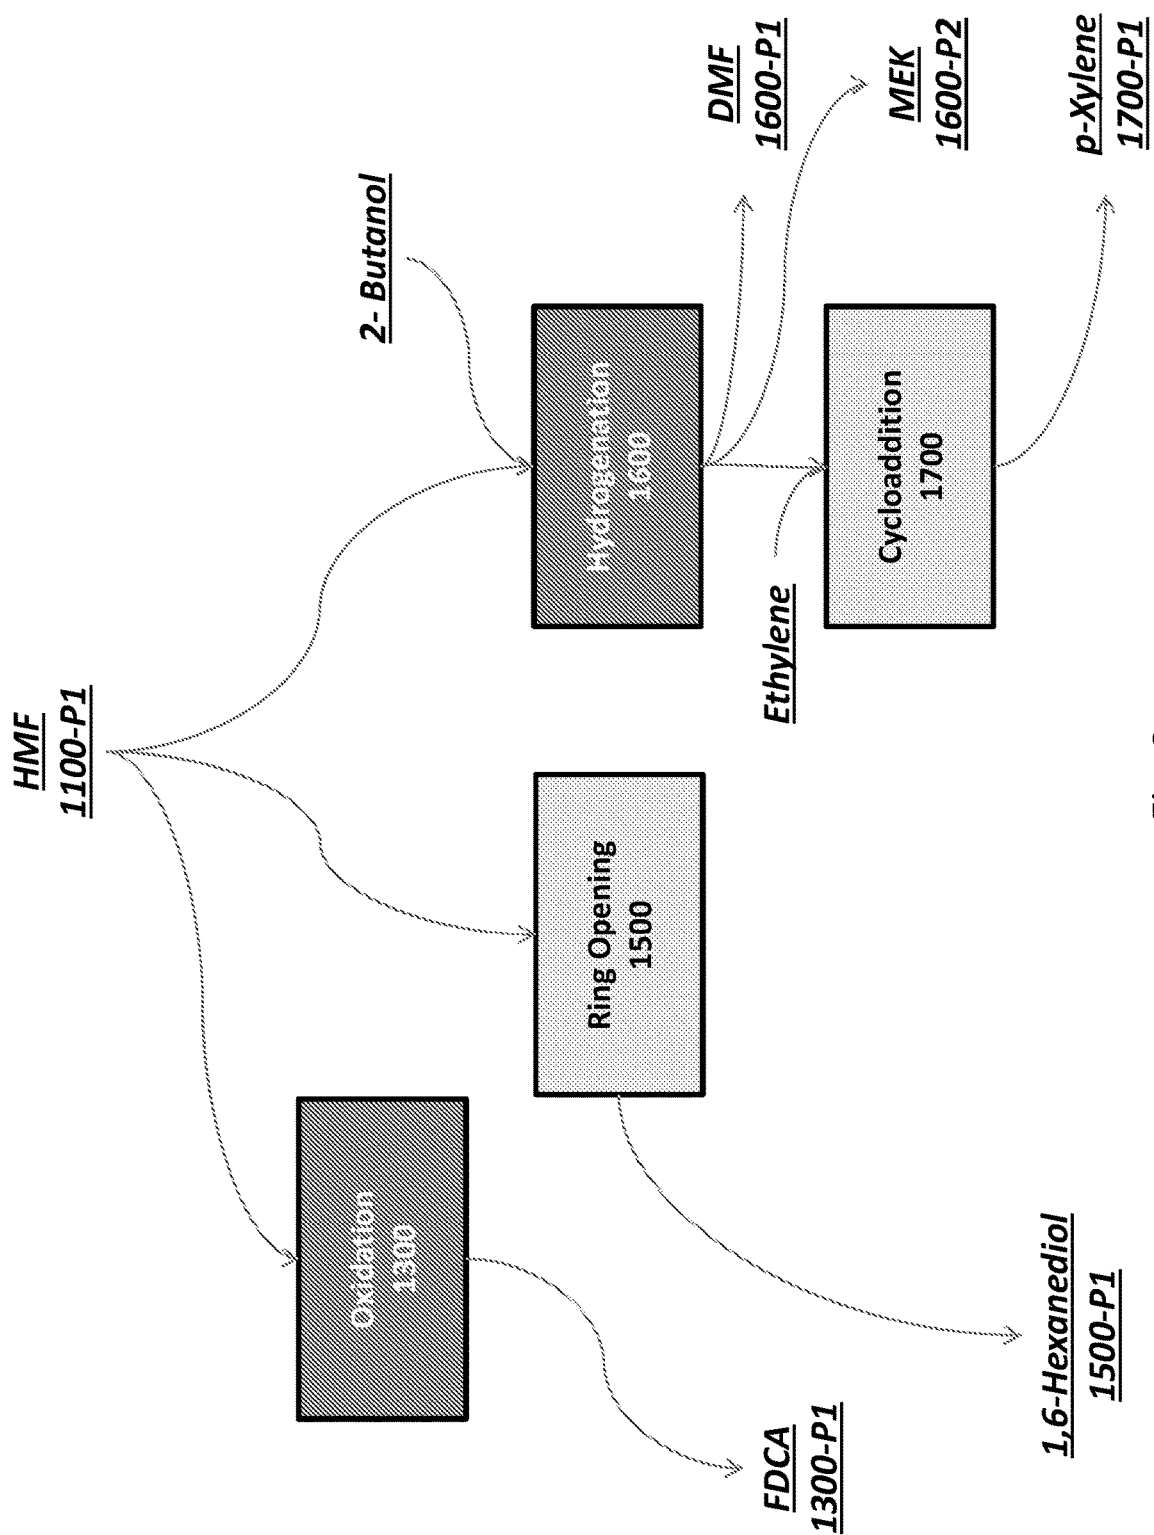 HMF
1100-P1
2- Butanol
Oxidation
1300
Ring Opening
1500
Hydrogenation
1600
DMF
1600-P1
MEK
1600-P2
Ethylene
Cycloaddition
1700
FDCA
1300-P1
1,6-Hexanediol
1500-P1
p-Xylene
1700-P1